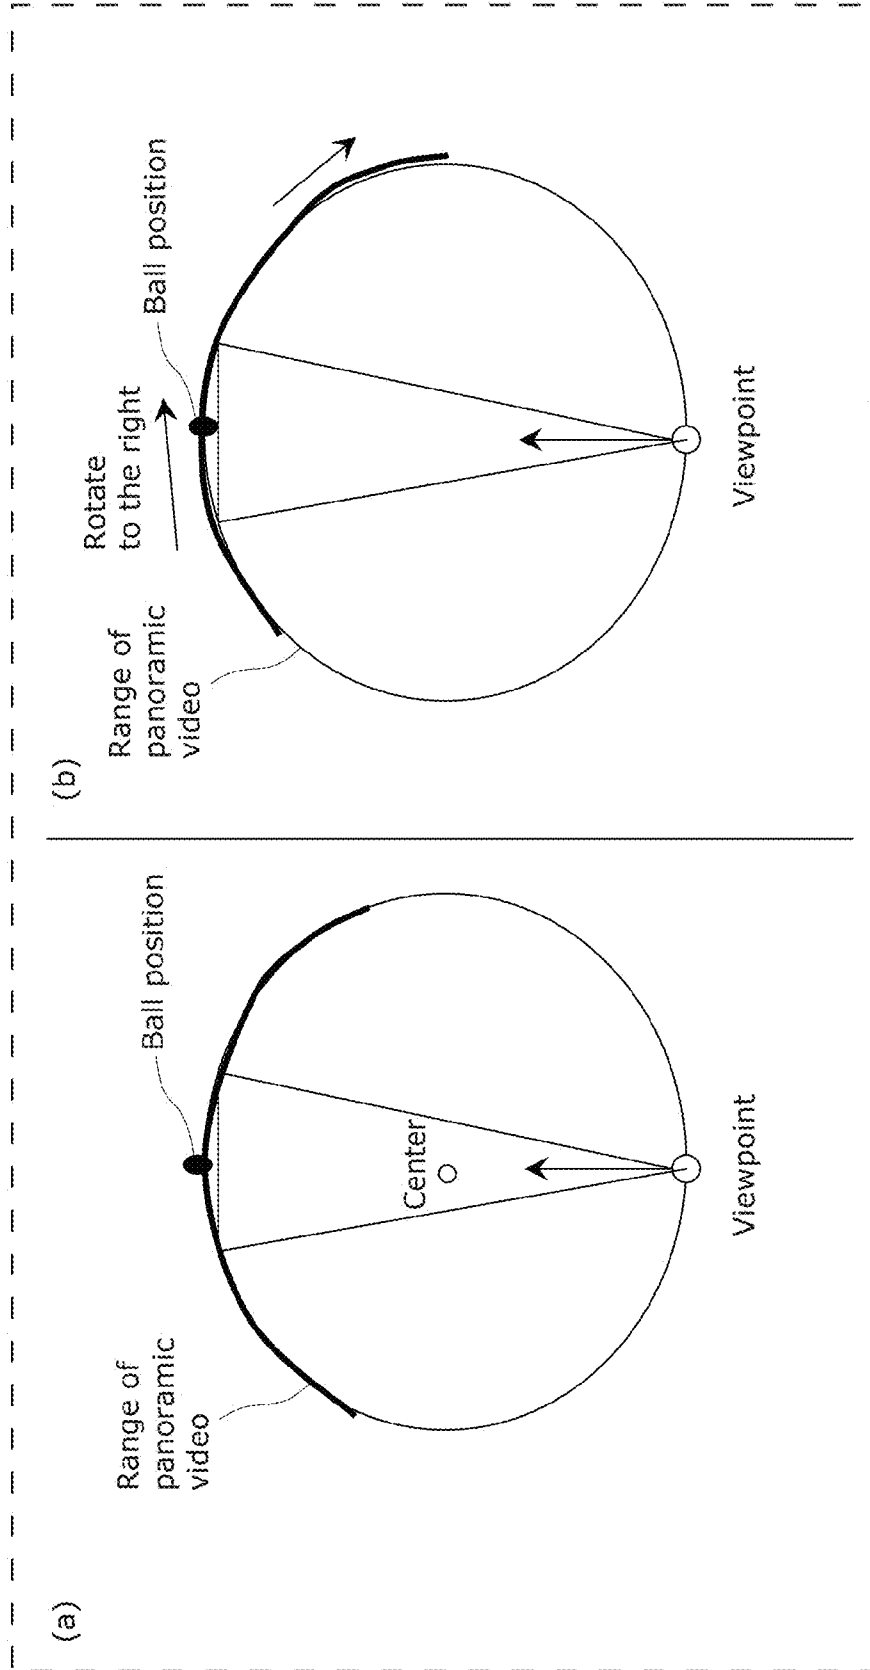 (a)
Range of
panoramic
video
Ball position
Center
Viewpoint
(b)
Range of
panoramic
video
Rotate
to the right
Ball position
Viewpoint